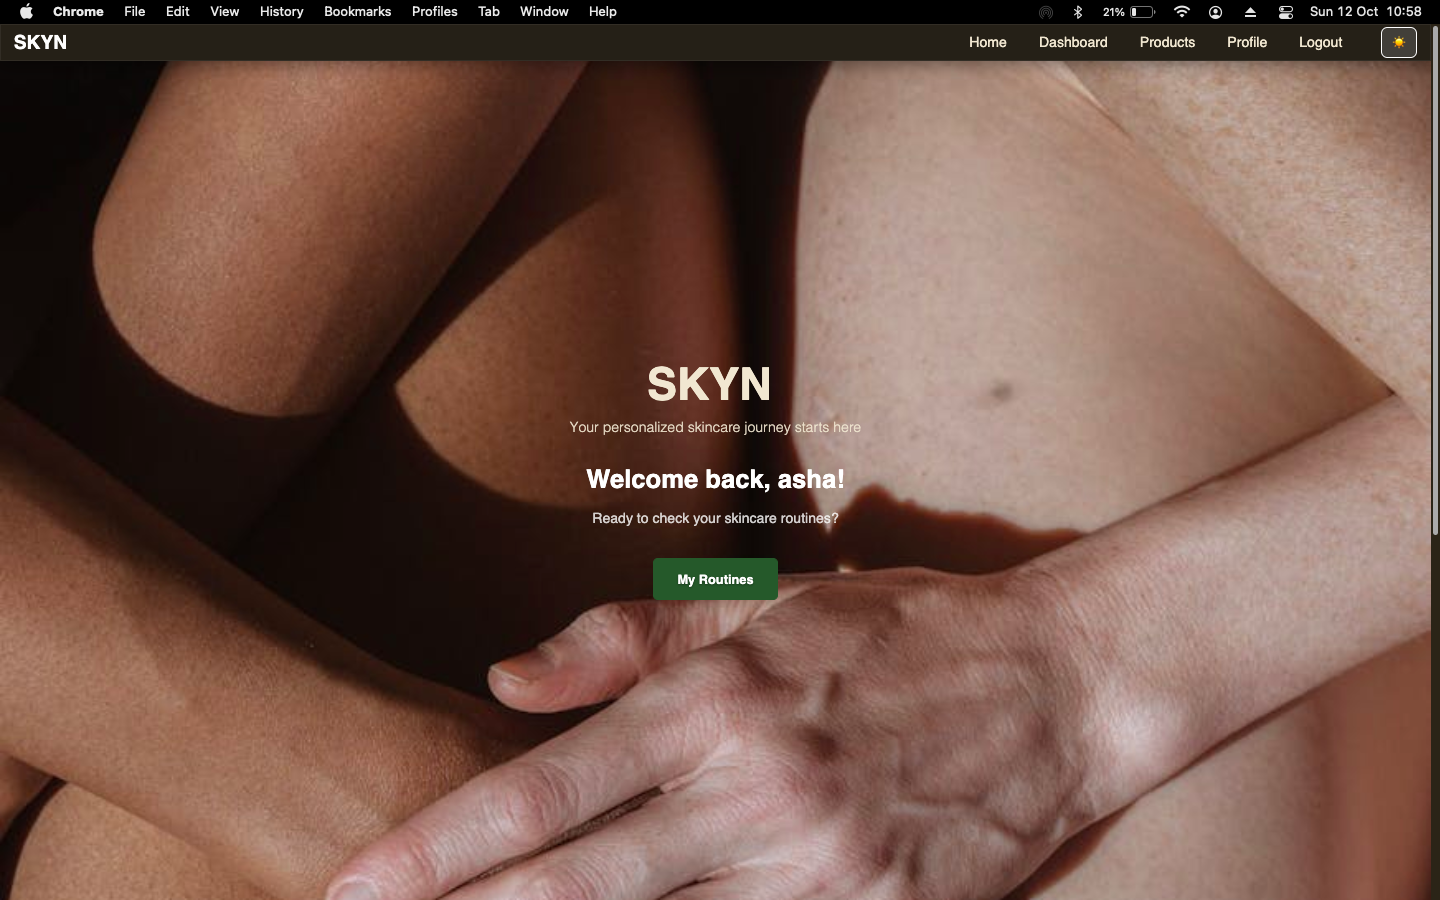 Chrome File Edit View History Bookmarks Profiles Tab Window Help 21% Sun 12 Oct 10:58
SKYN Home Dashboard Products Profile Logout
SKYN
Your personalized skincare journey starts here
Welcome back, asha!
Ready to check your skincare routines?
My Routines